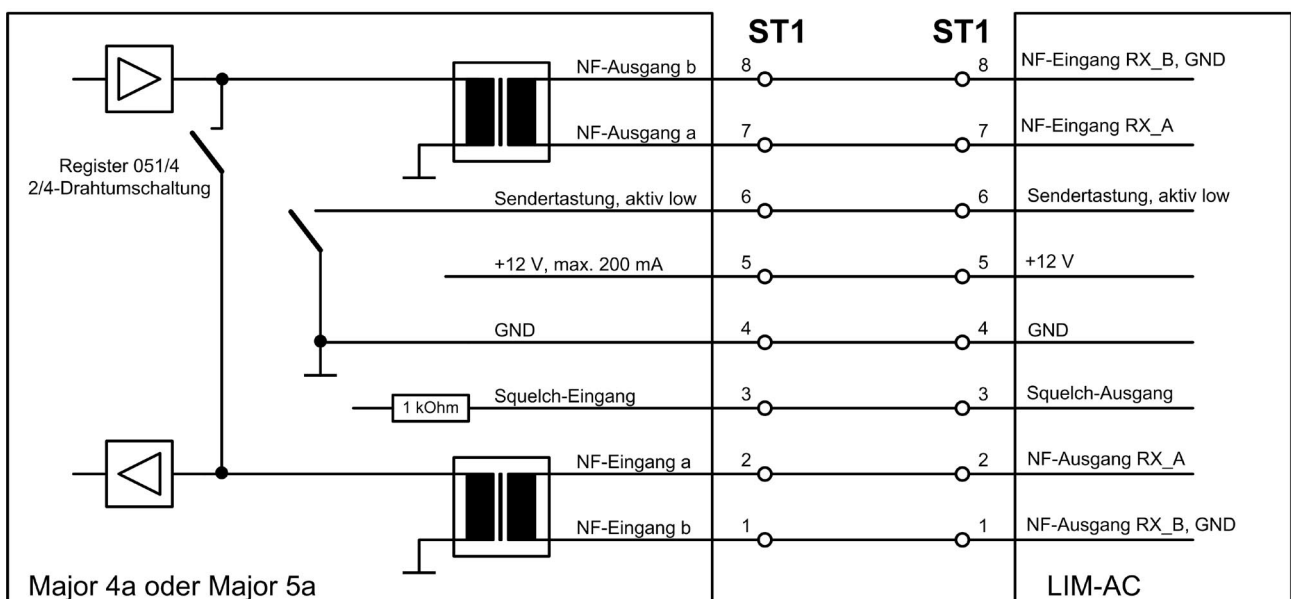 ST1
ST1
NF-Ausgang b
8
8
NF-Eingang RX_B, GND
NF-Ausgang a
7
7
NF-Eingang RX_A
Register 051/4
2/4-Drahtumschaltung
Sendertastung, aktiv low
6
6
Sendertastung, aktiv low
+12 V, max. 200 mA
5
5
+12 V
GND
4
4
GND
1 kOhm
Squelch-Eingang
3
3
Squelch-Ausgang
NF-Eingang a
2
2
NF-Ausgang RX_A
NF-Eingang b
1
1
NF-Ausgang RX_B, GND
Major 4a oder Major 5a
LIM-AC